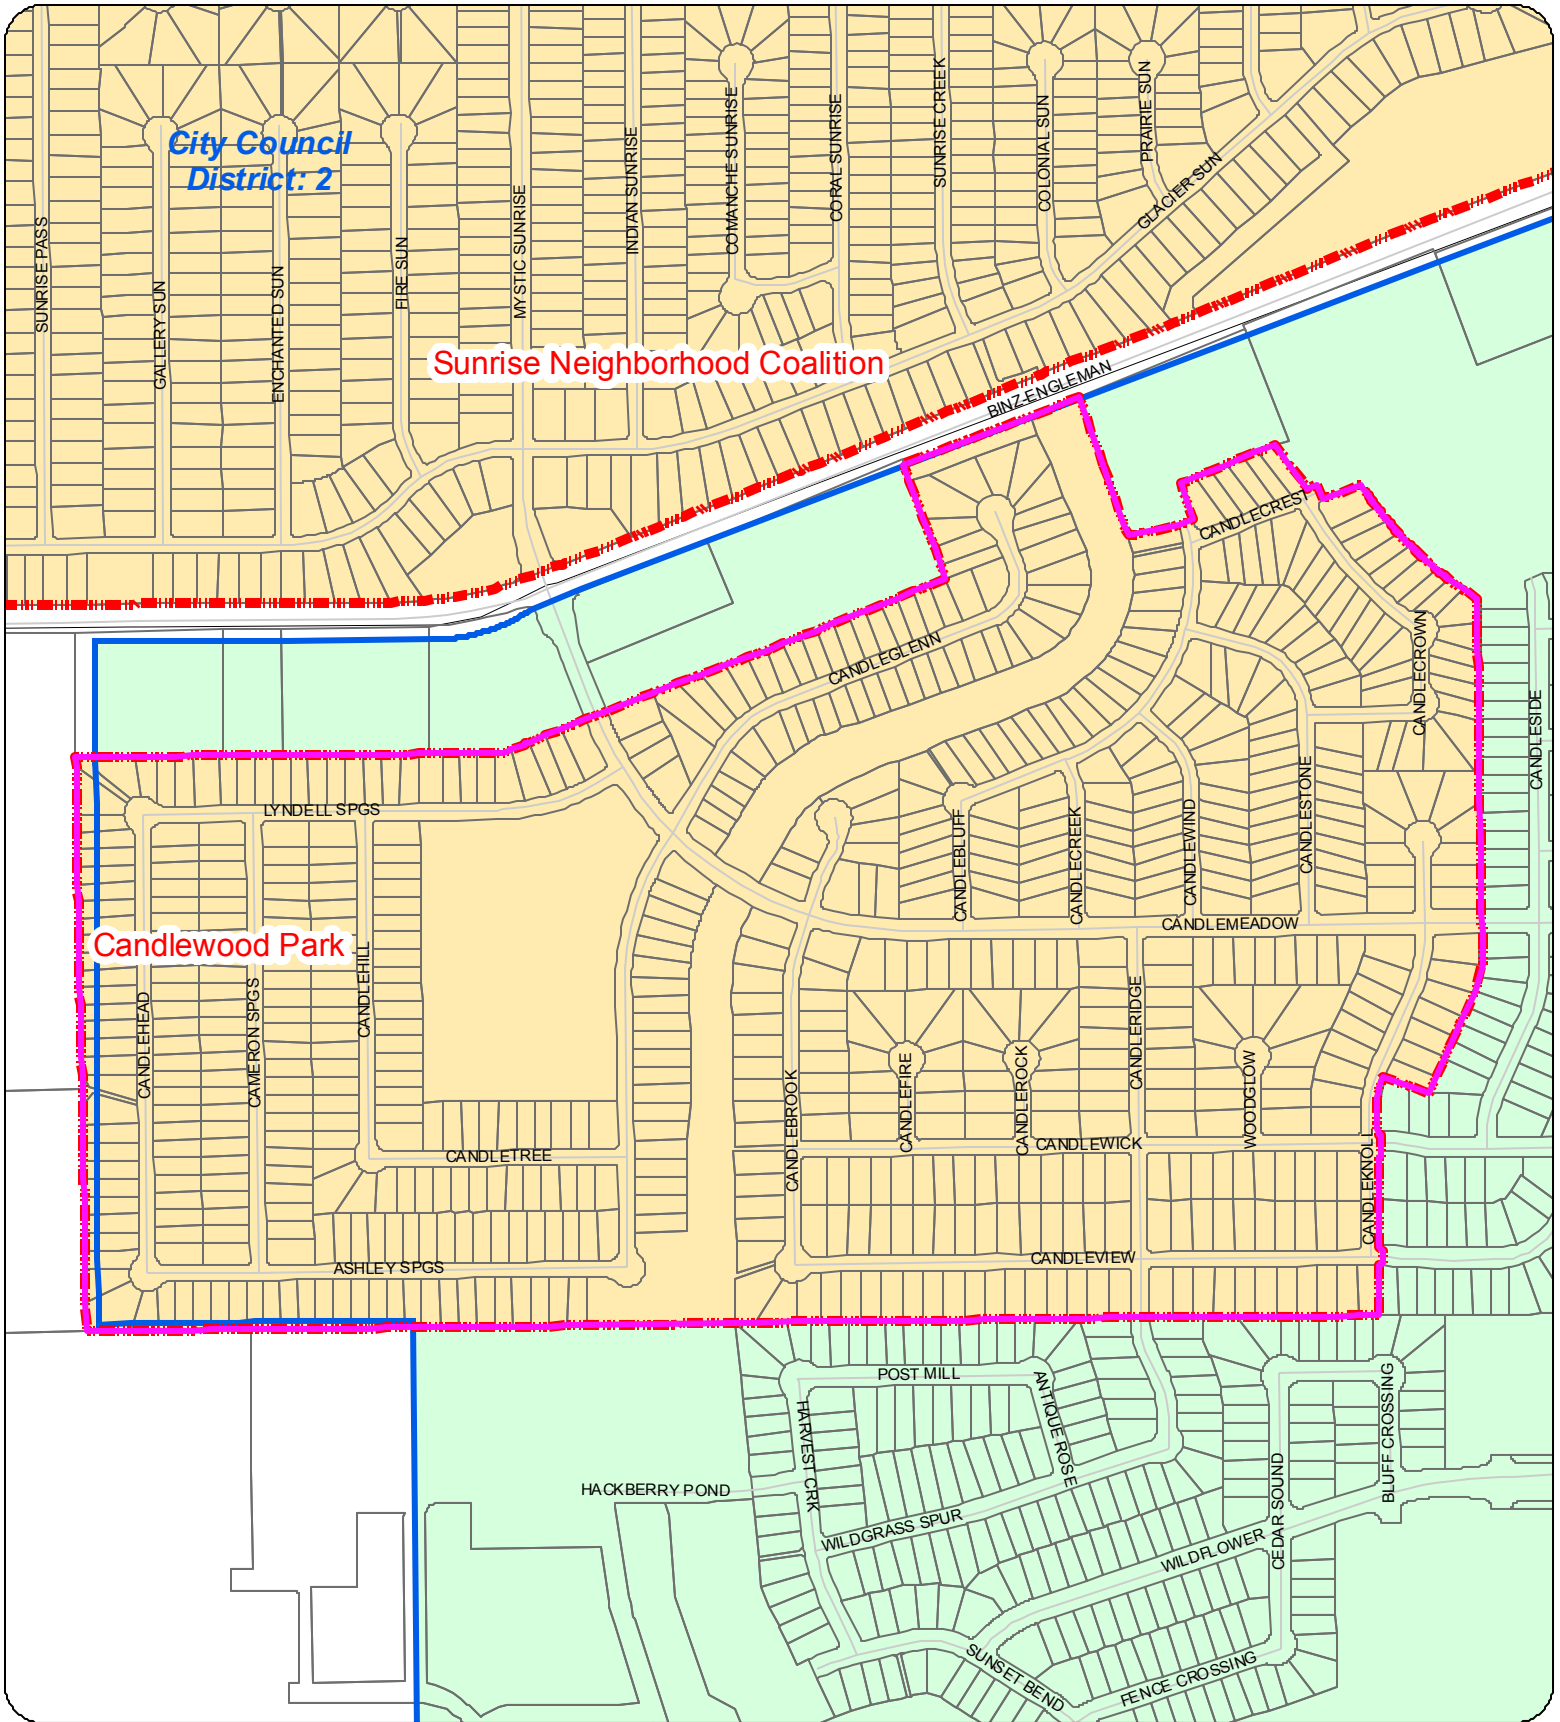 City Council
District: 2
SUNRISE PASS
GALLERY SUN
ENCHANTED SUN
FIRE SUN
MYSTIC SUNRISE
INDIAN SUNRISE
COMANCHE SUNRISE
CORAL SUNRISE
SUNRISE CREEK
COLONIAL SUN
PRAIRIE SUN
GLACIER SUN
Sunrise Neighborhood Coalition
BINZ-ENGLEMAN
CANDLECREST
CANDLEGLENN
CANDLECROWN
CANDLESIDE
LYNDELL SPGS
CANDLEBLUFF
CANDLECREEK
CANDLEWIND
CANDLESTONE
CANDLEMEADOW
Candlewood Park
CANDLEHEAD
CAMERON SPGS
CANDLEHILL
CANDLETREE
CANDLEBROOK
CANDLEFIRE
CANDLEROCK
CANDLERIDGE
WOODGLOW
CANDLEWICK
CANDLEKNOLL
CANDLEVIEW
ASHLEY SPGS
POST MILL
ANTIQUE ROSE
HARVEST CRK
BLUFF CROSSING
HACKBERRY POND
WILDGRASS SPUR
CEDAR SOUND
WILDFLOWER
SUNSET BEND
FENCE CROSSING